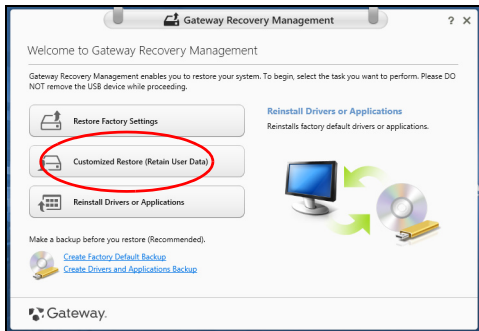 Gateway Recovery Management
? X
Welcome to Gateway Recovery Management
Gateway Recovery Management enables you to restore your system. To begin, select the task you want to perform. Please DO
NOT remove the USB device while proceeding.
Restore Factory Settings
Customized Restore (Retain User Data)
Reinstall Drivers or Applications
Reinstall Drivers or Applications
Reinstalls factory default drivers or applications.
Make a backup before you restore (Recommended).
Create Factory Default Backup
Create Drivers and Applications Backup
Gateway.